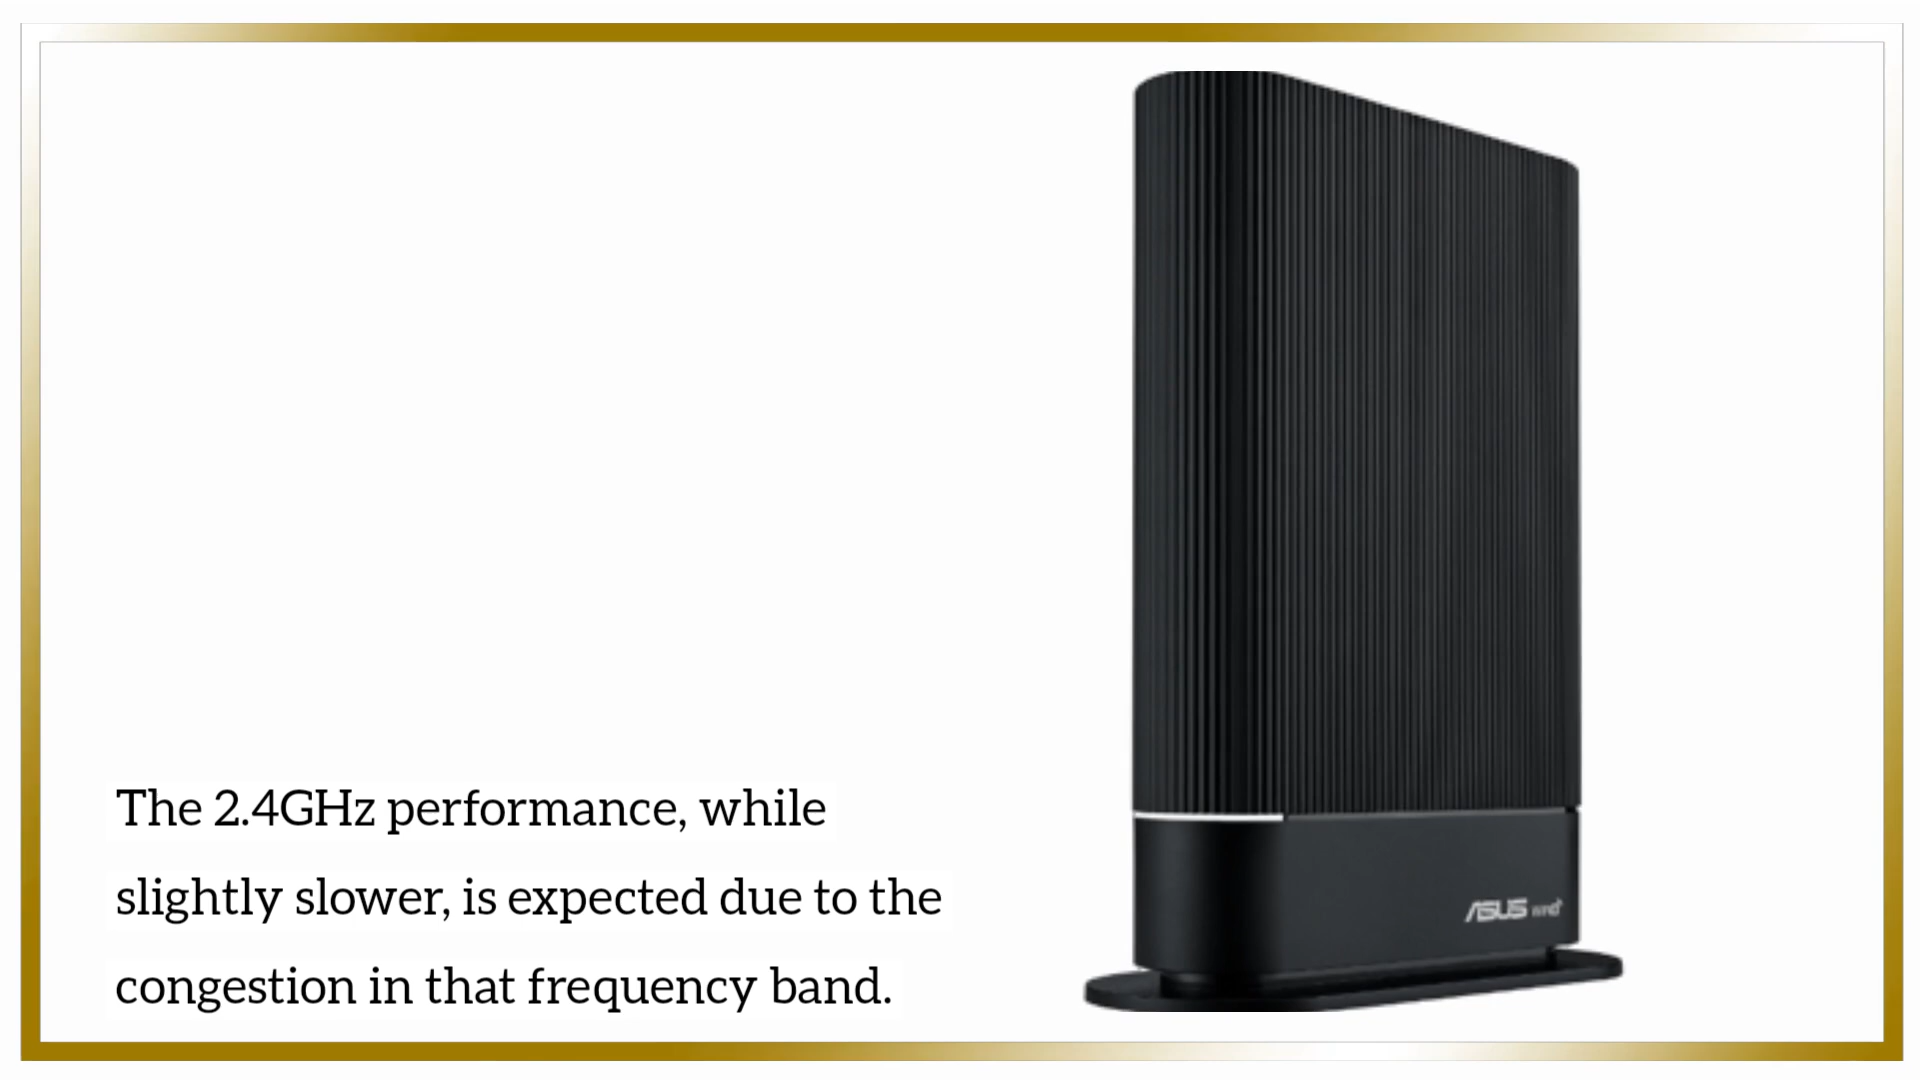 The 2.4GHz performance, while
slightly slower, is expected due to the
congestion in that frequency band.
ASUS